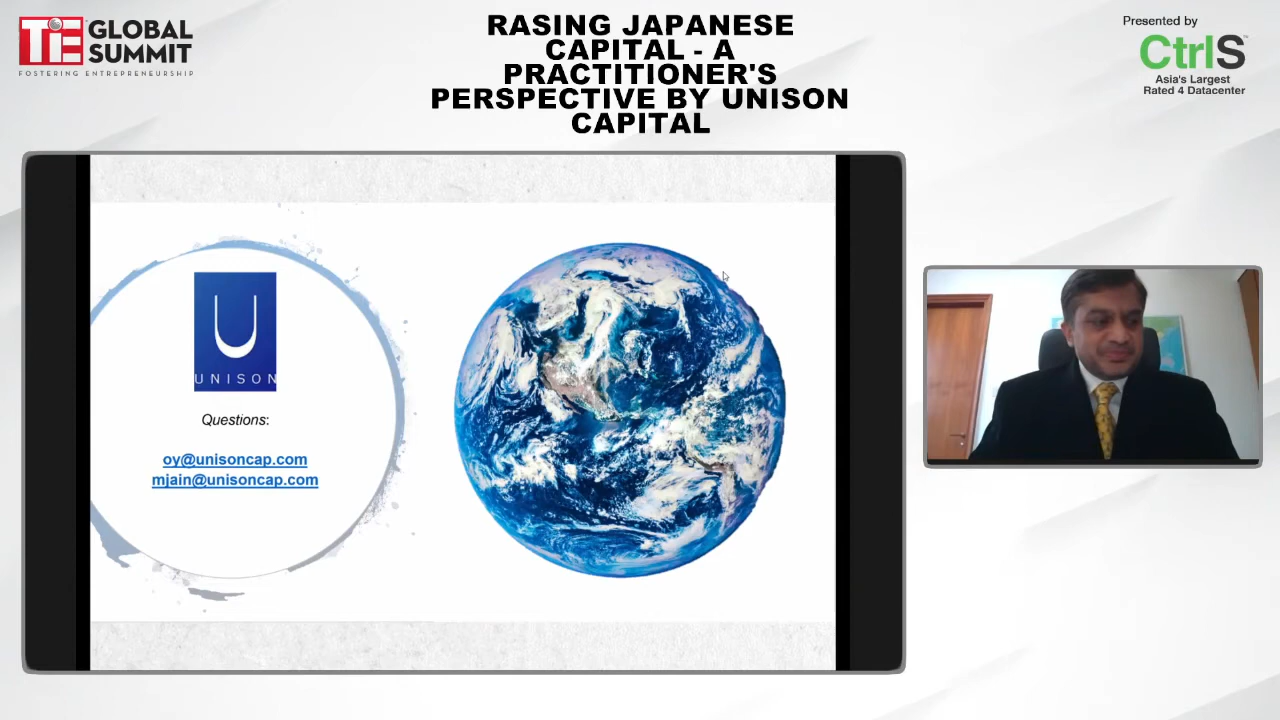 TiE GLOBAL
SUMMIT
FOSTERING ENTREPRENEURSHIP
RASING JAPANESE
CAPITAL - A
PRACTITIONER'S
PERSPECTIVE BY UNISON
CAPITAL
Presented by
CtrlS
Asia's Largest
Rated 4 Datacenter
U
UNISON
Questions:
oy@unisoncap.com
mjain@unisoncap.com